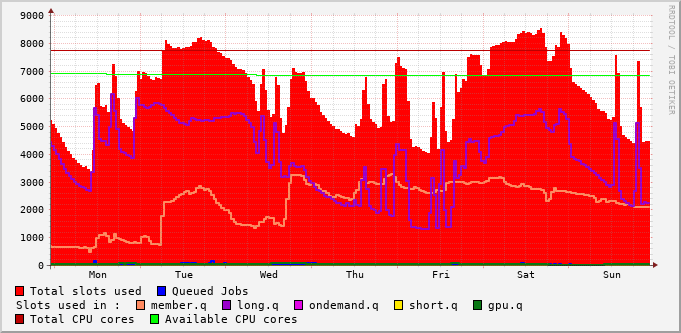 9000
8000
7000
6000
5000
4000
3000
2000
1000
0
Mon Tue Wed Thu Fri Sat Sun
RRDTOOL / TOBI OETIKER
Total slots used Queued Jobs
Slots used in : member.q long.q ondemand.q short.q gpu.q
Total CPU cores Available CPU cores